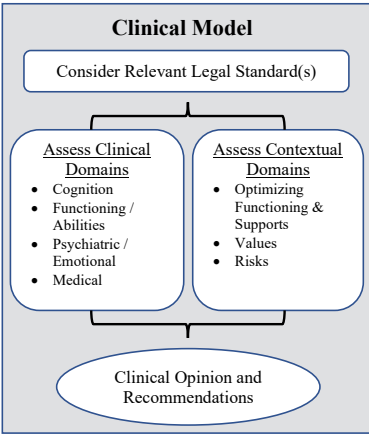 Clinical Model
Consider Relevant Legal Standard(s)
Assess Clinical
Domains
• Cognition
• Functioning /
Abilities
• Psychiatric /
Emotional
• Medical
Assess Contextual
Domains
• Optimizing
Functioning &
Supports
• Values
• Risks
Clinical Opinion and
Recommendations